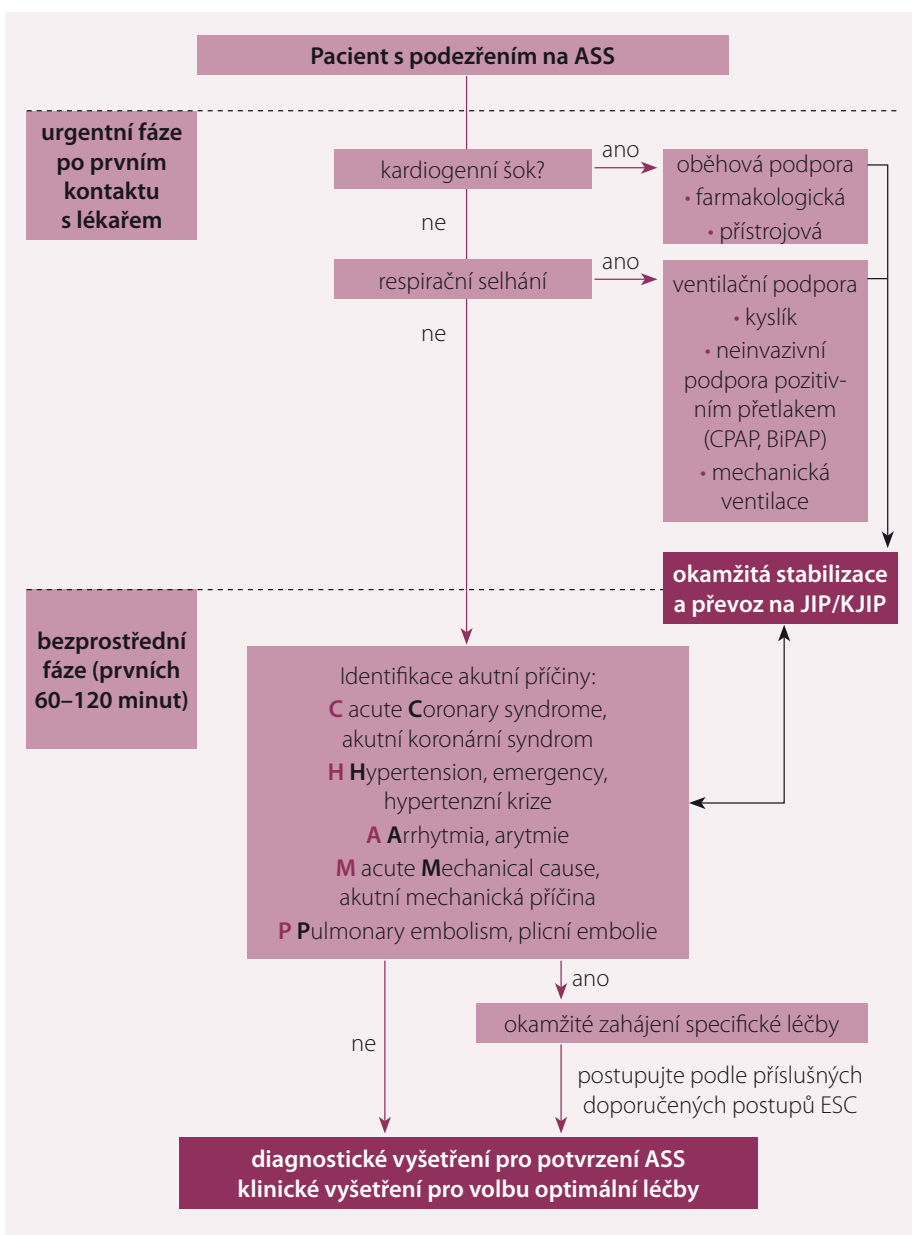 Pacient s podezřením na ASS
urgentní fáze
po prvním
kontaktu
s lékařem
kardiogenní šok?
ano
oběhová podpora
• farmakologická
• přístrojová
ne
respirační selhání
ano
ventilační podpora
• kyslík
• neinvazivní
podpora pozitiv-
ním přetlakem
(CPAP, BiPAP)
• mechanická
ventilace
ne
okamžitá stabilizace
a převoz na JIP/KJIP
bezprostřední
fáze (prvních
60–120 minut)
Identifikace akutní příčiny:
C acute Coronary syndrome,
akutní koronární syndrom
H Hypertension, emergency,
hypertenzní krize
A Arrhytmia, arytmie
M acute Mechanical cause,
akutní mechanická příčina
P Pulmonary embolism, plicní embolie
ano
okamžité zahájení specifické léčby
ne
postupujte podle příslušných
doporučených postupů ESC
diagnostické vyšetření pro potvrzení ASS
klinické vyšetření pro volbu optimální léčby